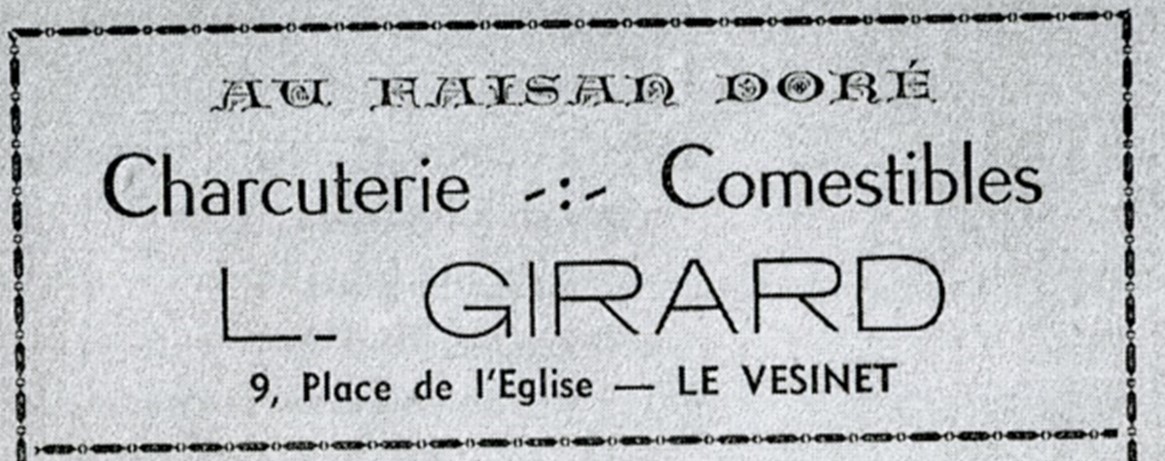 AU FAISAN DORÉ
Charcuterie -:- Comestibles
L. GIRARD
9, Place de l'Eglise — LE VESINET